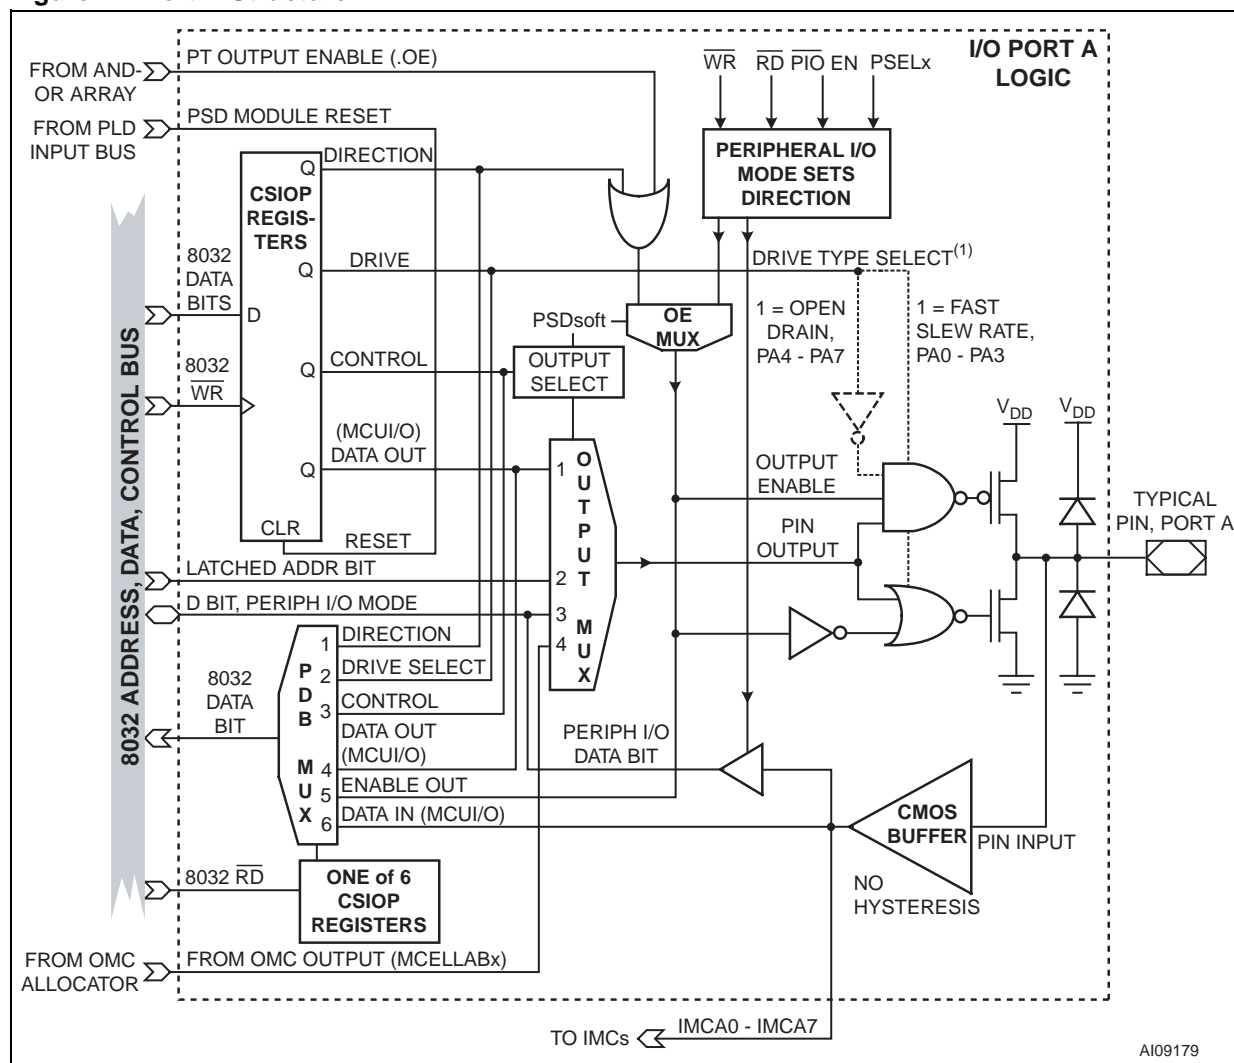 FROM AND-
OR ARRAY
PT OUTPUT ENABLE (.OE)
WR
RD
PIO EN
PSELx
I/O PORT A
LOGIC
FROM PLD
INPUT BUS
PSD MODULE RESET
8032 ADDRESS, DATA, CONTROL BUS
CSIOP
REGIS-
TERS
Q
DIRECTION
Q
DRIVE
Q
CONTROL
Q
(MCUI/O)
DATA OUT
D
CLR
RESET
8032
DATA
BITS
8032
WR
PERIPHERAL I/O
MODE SETS
DIRECTION
DRIVE TYPE SELECT(1)
1 = OPEN
DRAIN,
PA4 - PA7
1 = FAST
SLEW RATE,
PA0 - PA3
PSDsoft
OE
MUX
OUTPUT
SELECT
VDD
VDD
OUTPUT
ENABLE
PIN
OUTPUT
TYPICAL
PIN, PORT A
OUTPUT MUX
1
2
3
4
LATCHED ADDR BIT
D BIT, PERIPH I/O MODE
8032
DATA
BIT
PDB MUX
1
DIRECTION
2
DRIVE SELECT
3
CONTROL
DATA OUT
(MCUI/O)
4
5
ENABLE OUT
6
DATA IN (MCUI/O)
PERIPH I/O
DATA BIT
CMOS
BUFFER
PIN INPUT
NO
HYSTERESIS
8032 RD
ONE of 6
CSIOP
REGISTERS
FROM OMC
ALLOCATOR
FROM OMC OUTPUT (MCELLABx)
TO IMCs
IMCA0 - IMCA7
AI09179